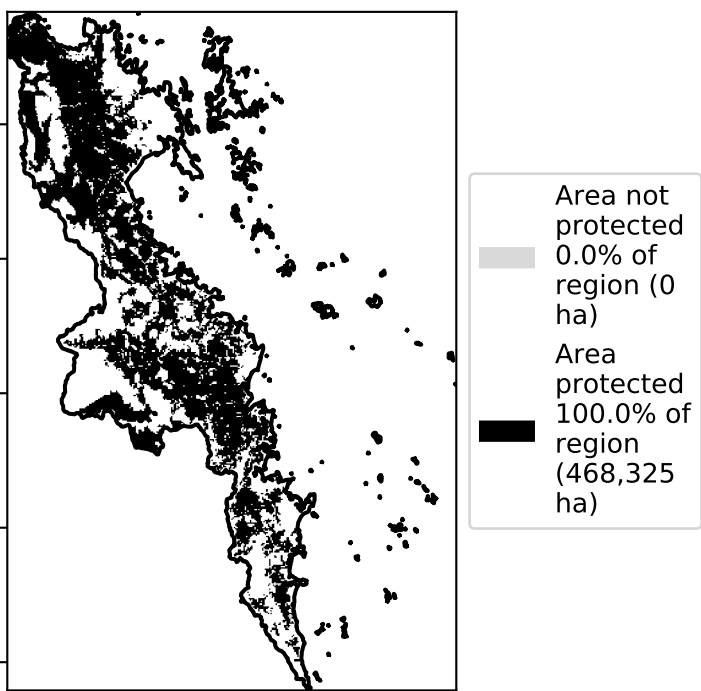 Area not
protected
0.0% of
region (0
ha)
Area
protected
100.0% of
region
(468,325
ha)